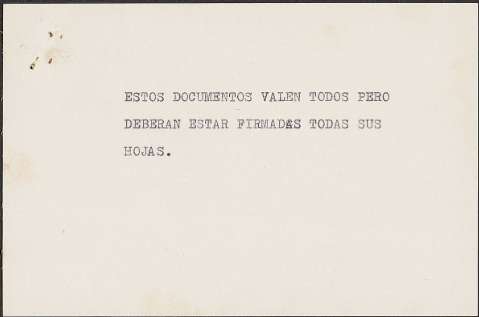 ESTOS DOCUMENTOS VALEN TODOS PERO
DEBERAN ESTAR FIRMADAS TODAS SUS
HOJAS.